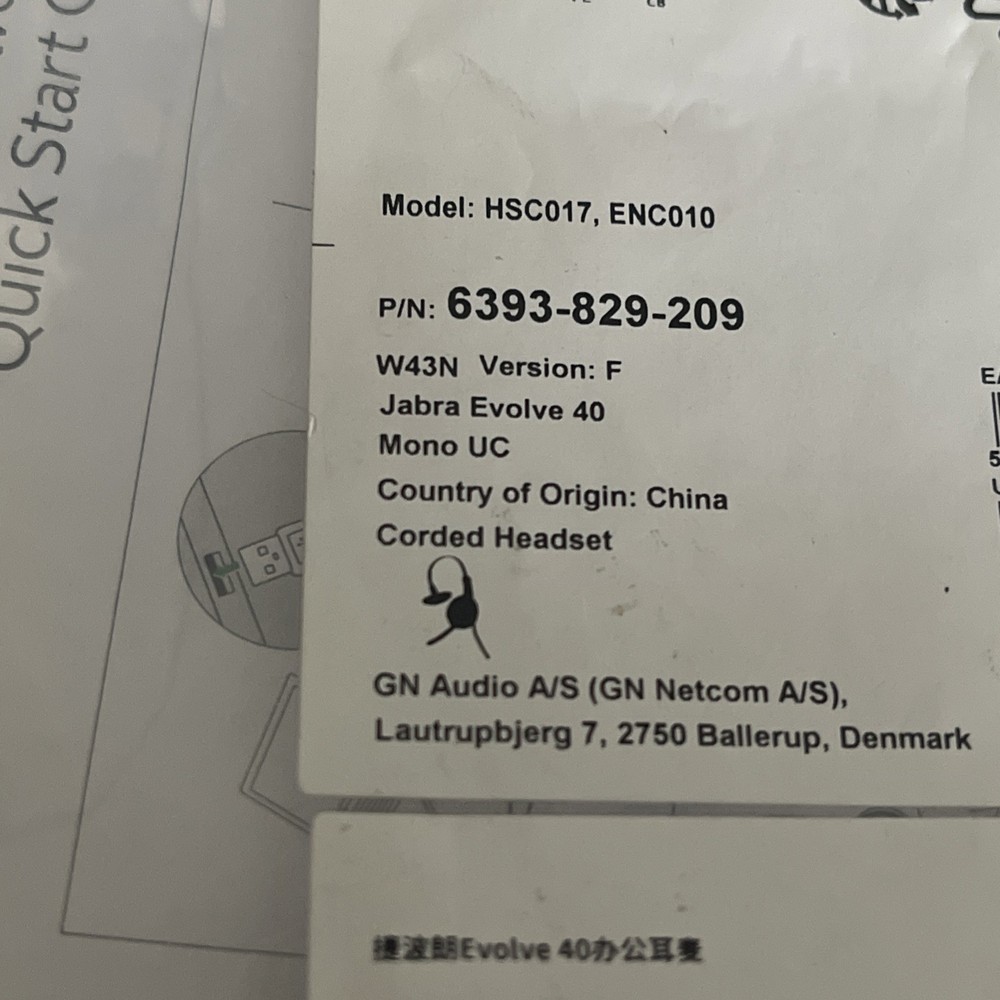 Quick Start
Model: HSC017, ENC010
P/N: 6393-829-209
W43N Version: F
Jabra Evolve 40
Mono UC
Country of Origin: China
Corded Headset
GN Audio A/S (GN Netcom A/S),
Lautrupbjerg 7, 2750 Ballerup, Denmark
捷波朗Evolve 40办公耳麦